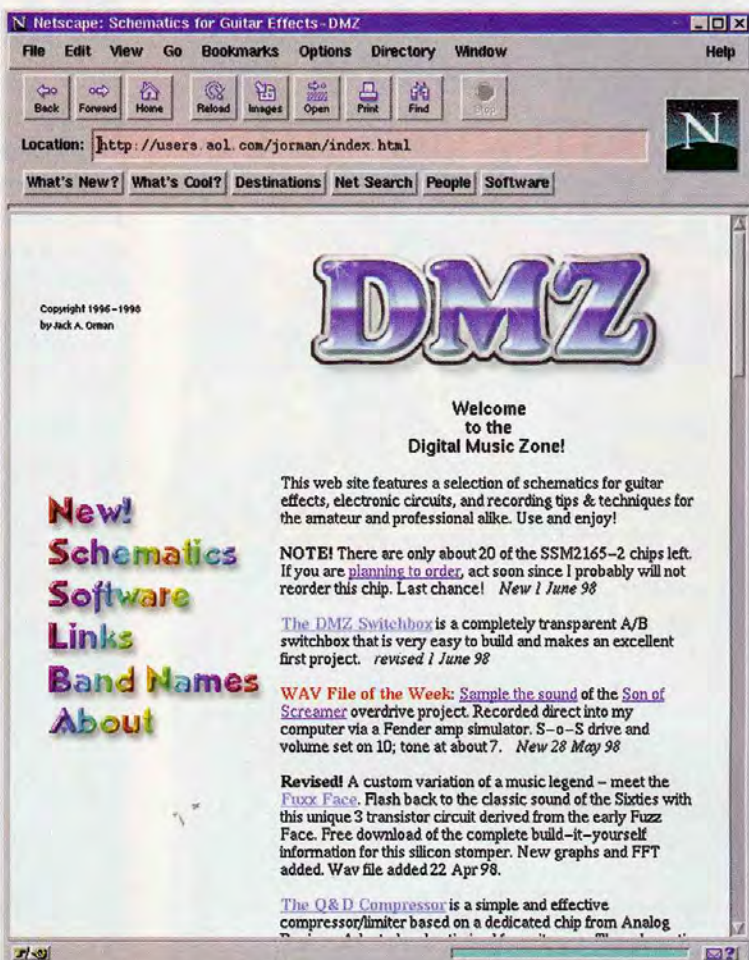 N Netscape: Schematics for Guitar Effects-DMZ
File Edit View Go Bookmarks Options Directory Window Help
Back Forward Home Reload Images Open Print Find Stop
N
Location: http://users.aol.com/jorman/index.html
What's New? What's Cool? Destinations Net Search People Software
DMZ
Copyright 1996-1998
by Jack A. Orman
Welcome
to the
Digital Music Zone!
New!
Schematics
Software
Links
Band Names
About
This web site features a selection of schematics for guitar
effects, electronic circuits, and recording tips & techniques for
the amateur and professional alike. Use and enjoy!
NOTE! There are only about 20 of the SSM2165-2 chips left.
If you are planning to order, act soon since I probably will not
reorder this chip. Last chance! New 1 June 98
The DMZ Switchbox is a completely transparent A/B
switchbox that is very easy to build and makes an excellent
first project. revised 1 June 98
WAV File of the Week: Sample the sound of the Son of
Screamer overdrive project. Recorded direct into my
computer via a Fender amp simulator. S-o-S drive and
volume set on 10; tone at about 7. New 28 May 98
Revised! A custom variation of a music legend - meet the
Fuxx Face. Flash back to the classic sound of the Sixties with
this unique 3 transistor circuit derived from the early Fuzz
Face. Free download of the complete build-it-yourself
information for this silicon stomper. New graphs and FFT
added. Wav file added 22 Apr 98.
The Q&D Compressor is a simple and effective
compressor/limiter based on a dedicated chip from Analog